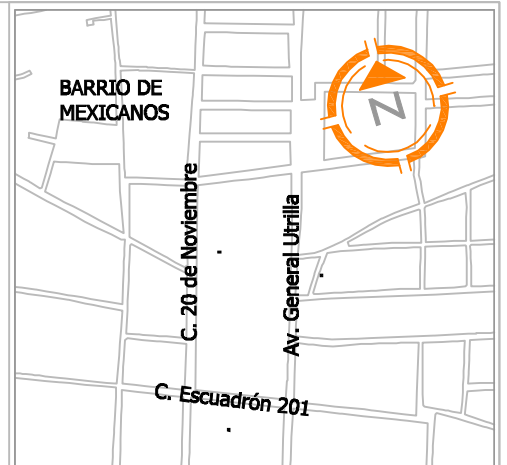 BARRIO DE
MEXICANOS
N
C. 20 de Noviembre
Av. General Utrilla
C. Escuadrón 201